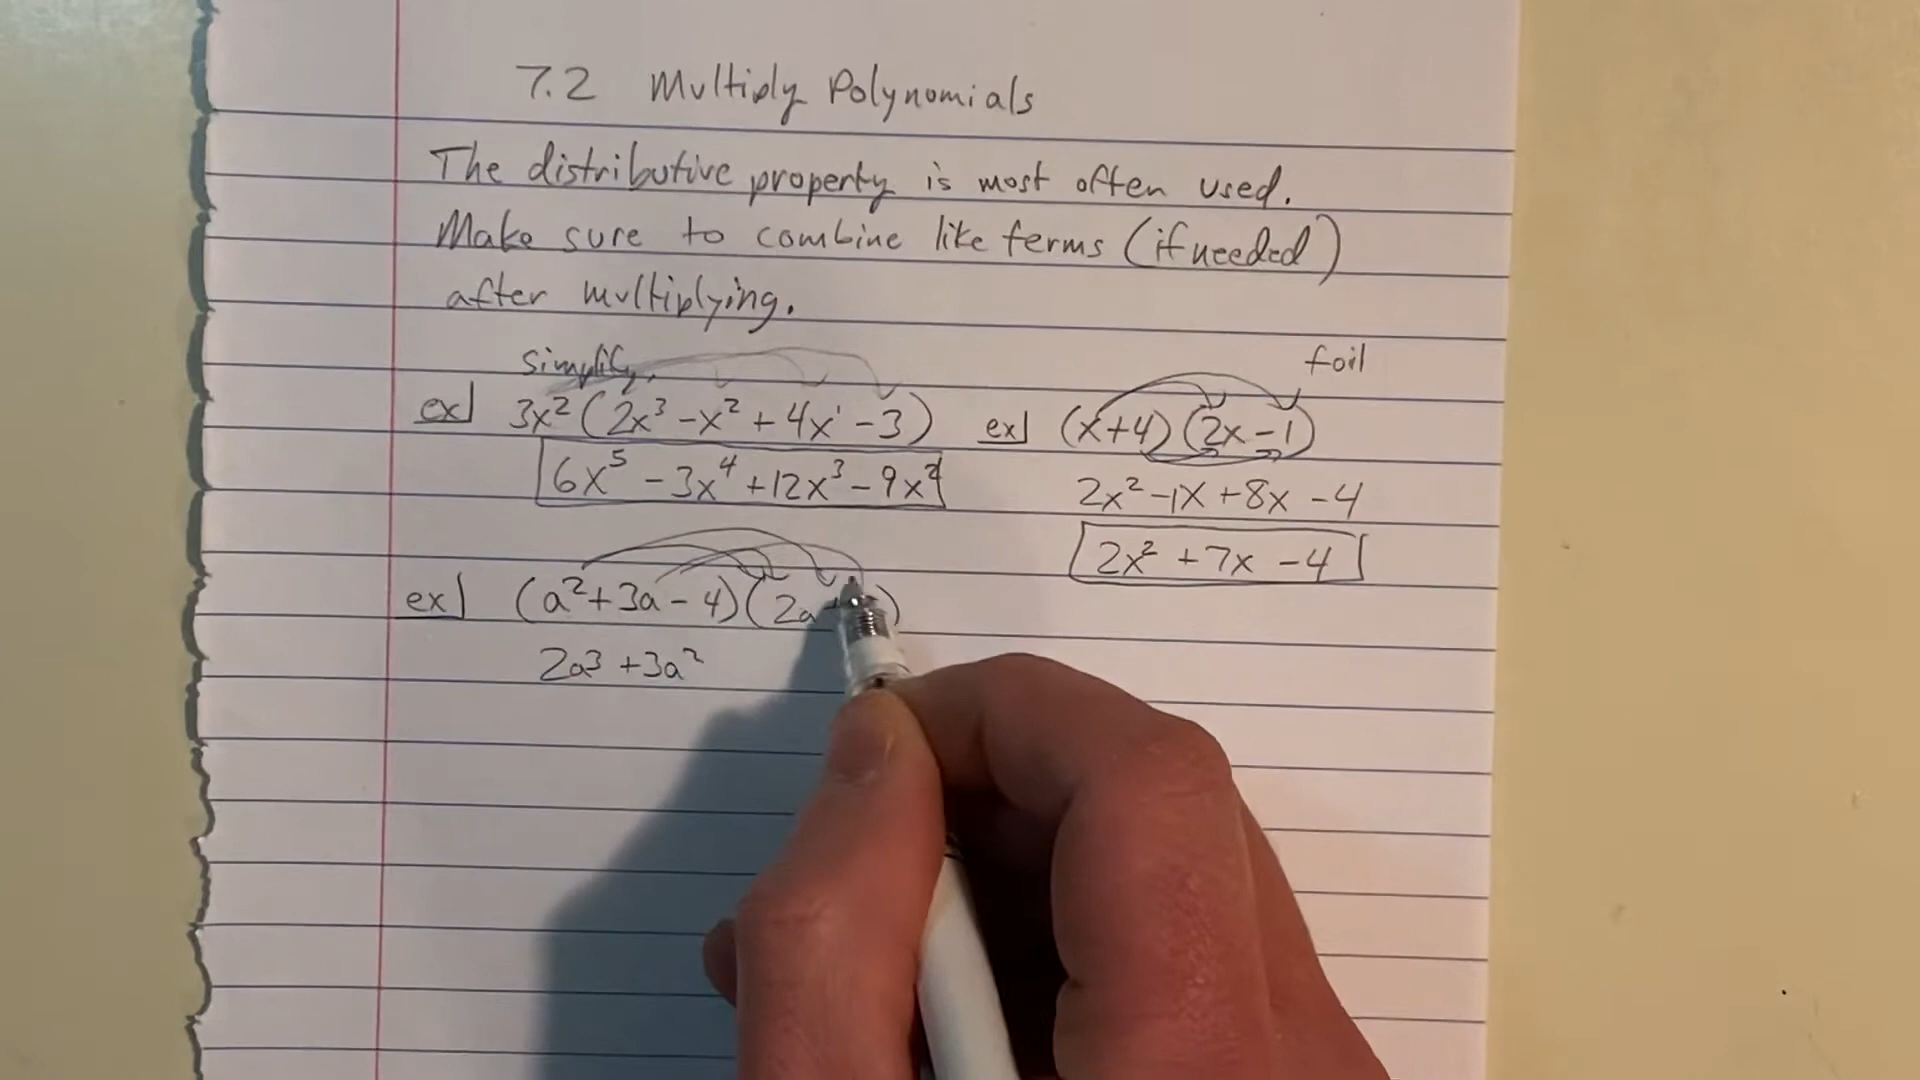 7.2 Multiply Polynomials
The distributive property is most often used.
Make sure to combine like terms (if needed)
after multiplying.
simplify.
ex] 3x² (2x³ - x² + 4x¹ - 3)
6x⁵ - 3x⁴ + 12x³ - 9x²
foil
ex] (x+4)(2x-1)
2x² - 1x + 8x - 4
2x² + 7x - 4
ex] (a² + 3a - 4)(2a )
2a³ + 3a²